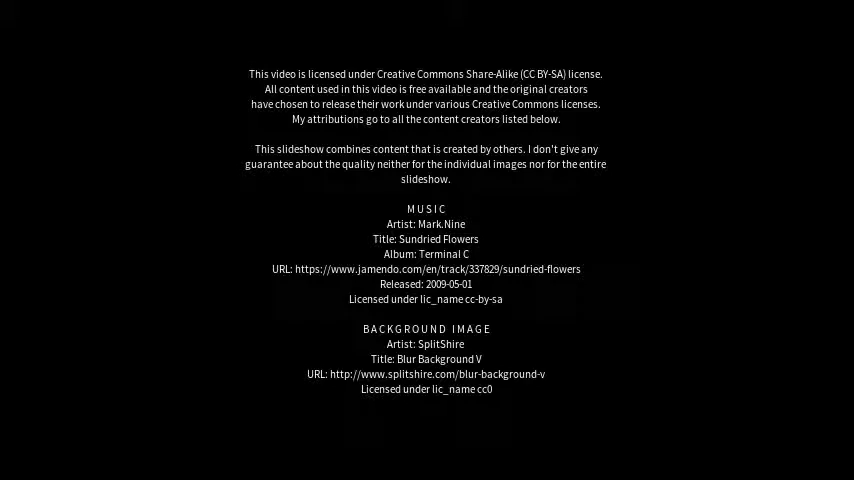 This video is licensed under Creative Commons Share-Alike (CC BY-SA) license.
All content used in this video is free available and the original creators
have chosen to release their work under various Creative Commons licenses.
My attributions go to all the content creators listed below.
This slideshow combines content that is created by others. I don't give any
guarantee about the quality neither for the individual images nor for the entire
slideshow.
MUSIC
Artist: Mark.Nine
Title: Sundried Flowers
Album: Terminal C
URL: https://www.jamendo.com/en/track/337829/sundried-flowers
Released: 2009-05-01
Licensed under lic_name cc-by-sa
BACKGROUND IMAGE
Artist: SplitShire
Title: Blur Background V
URL: http://www.splitshire.com/blur-background-v
Licensed under lic_name cc0